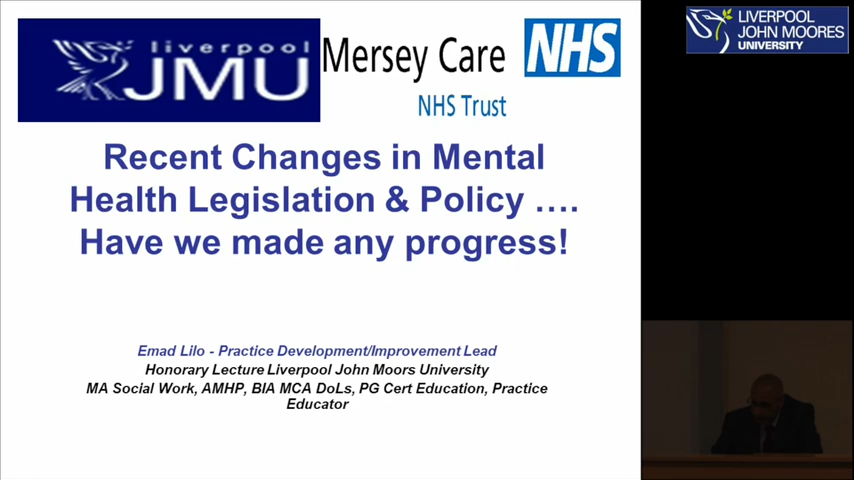 liverpool
JMU
Mersey Care NHS
NHS Trust
LIVERPOOL
JOHN MOORES
UNIVERSITY
Recent Changes in Mental
Health Legislation & Policy ....
Have we made any progress!
Emad Lilo - Practice Development/Improvement Lead
Honorary Lecture Liverpool John Moors University
MA Social Work, AMHP, BIA MCA DoLs, PG Cert Education, Practice
Educator